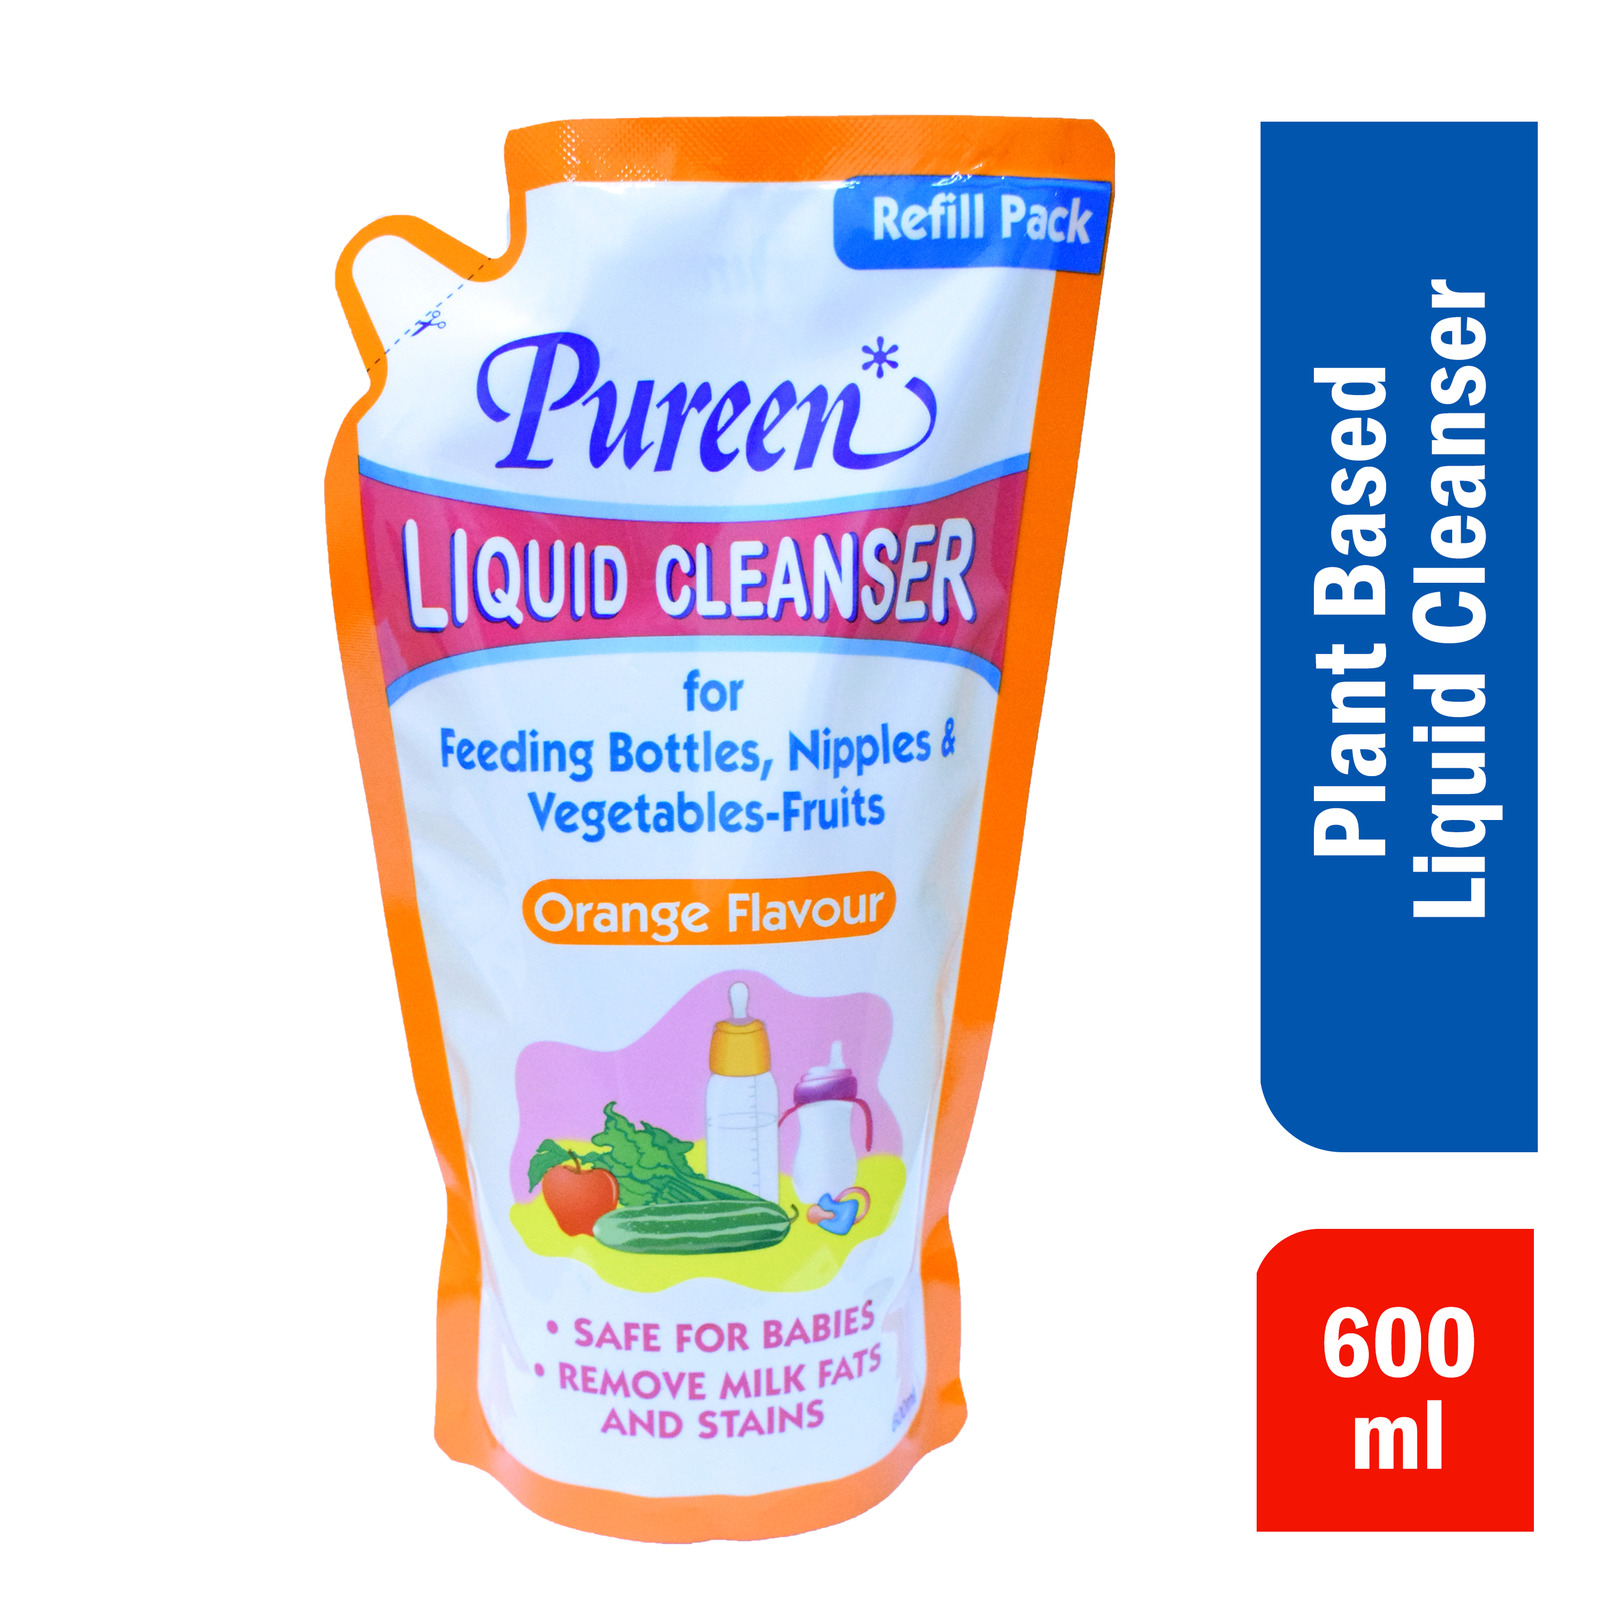 Refill Pack
Pureen*
LIQUID CLEANSER
for
Feeding Bottles, Nipples &
Vegetables-Fruits
Orange Flavour
• SAFE FOR BABIES
• REMOVE MILK FATS
AND STAINS
600ml
Plant Based
Liquid Cleanser
600
ml